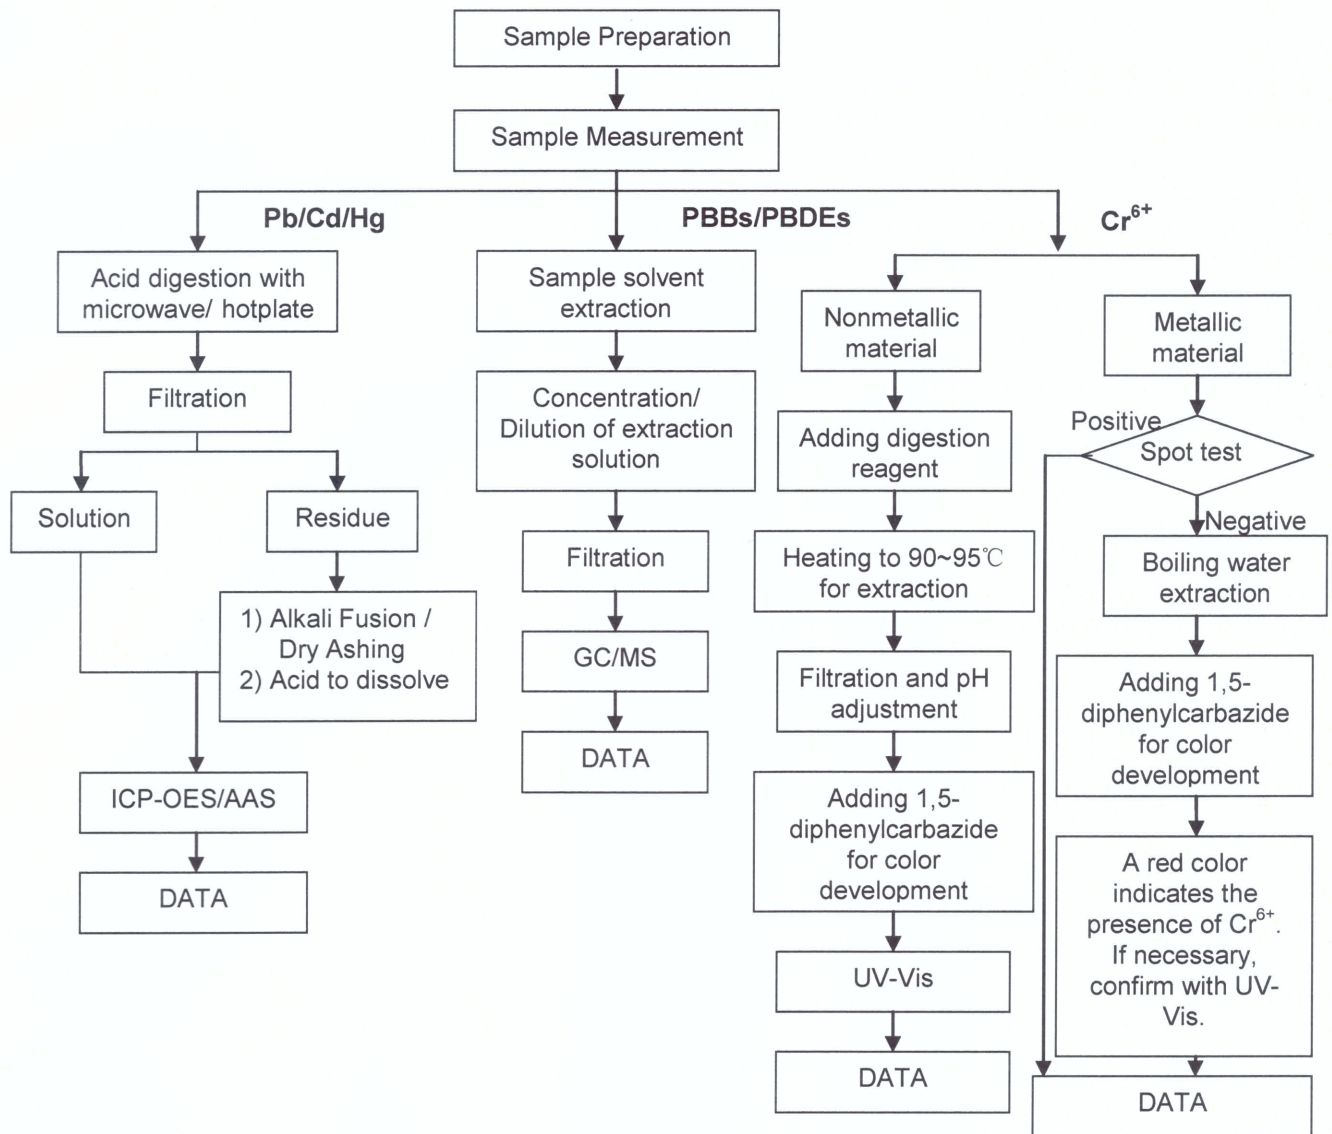 Sample Preparation
Sample Measurement
Pb/Cd/Hg
PBBs/PBDEs
Cr⁶⁺
Acid digestion with
microwave/ hotplate
Filtration
Solution
Residue
1) Alkali Fusion /
Dry Ashing
2) Acid to dissolve
ICP-OES/AAS
DATA
Sample solvent
extraction
Concentration/
Dilution of extraction
solution
Filtration
GC/MS
DATA
Nonmetallic
material
Adding digestion
reagent
Heating to 90~95℃
for extraction
Filtration and pH
adjustment
Adding 1,5-
diphenylcarbazide
for color
development
UV-Vis
DATA
Metallic
material
Positive
Spot test
Negative
Boiling water
extraction
Adding 1,5-
diphenylcarbazide
for color
development
A red color
indicates the
presence of Cr⁶⁺.
If necessary,
confirm with UV-
Vis.
DATA